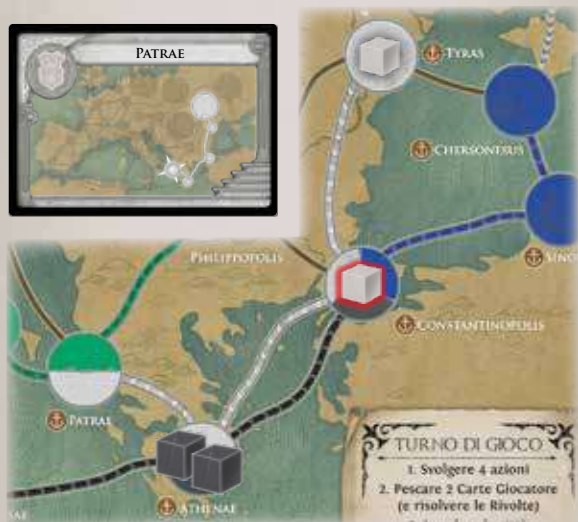 PATRAE
TYRAS
CHERSONESUS
PHILIPPOPOLIS
CONSTANTINOPOLIS
PATRAE
ATHENAE
TURNO DI GIOCO
1. Svolgere 4 azioni
2. Pescare 2 Carte Giocatore
(e risolvere le Rivolte)